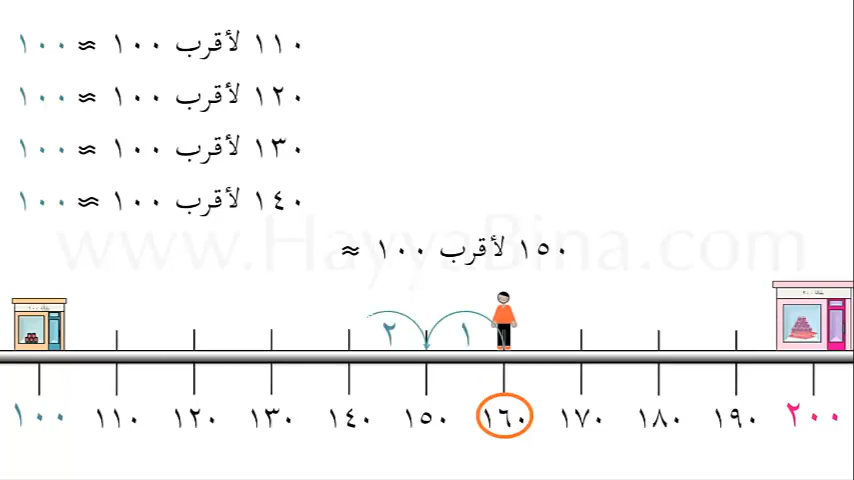 ١١٠ لأقرب ١٠٠ ≈ ١٠٠
١٢٠ لأقرب ١٠٠ ≈ ١٠٠
١٣٠ لأقرب ١٠٠ ≈ ١٠٠
١٤٠ لأقرب ١٠٠ ≈ ١٠٠
www.HayyaBina.com
١٥٠ لأقرب ١٠٠ ≈
٢ ١
١٠٠ ١١٠ ١٢٠ ١٣٠ ١٤٠ ١٥٠ ١٦٠ ١٧٠ ١٨٠ ١٩٠ ٢٠٠